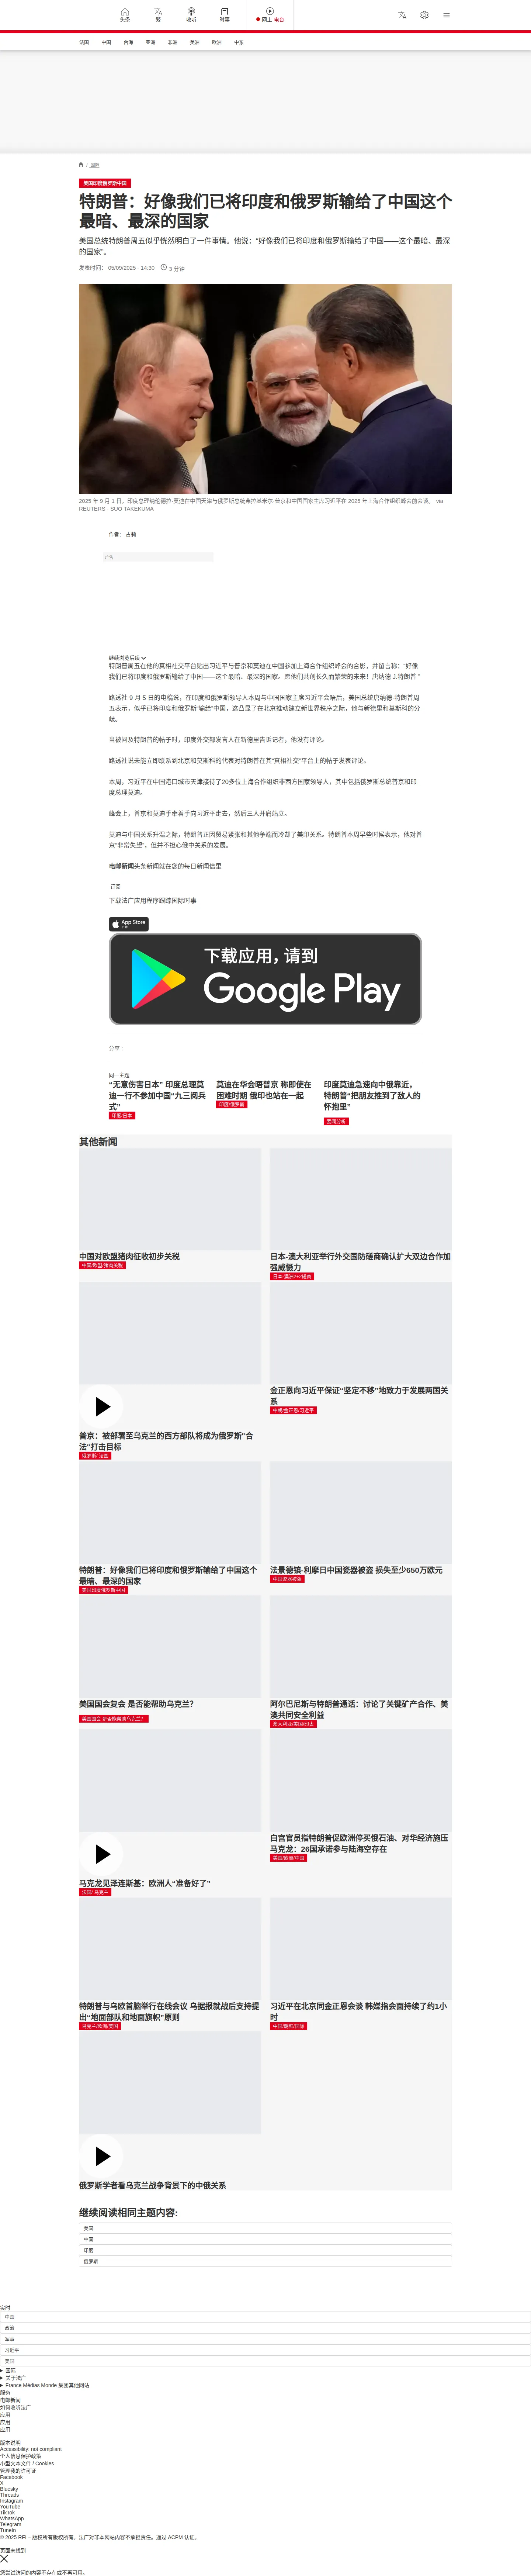 头条
繁
收听
时事
网上 电台
法国
中国
台海
亚洲
非洲
美洲
欧洲
中东
/ 国际
美国印度俄罗斯中国
特朗普：好像我们已将印度和俄罗斯输给了中国这个
最暗、最深的国家
美国总统特朗普周五似乎恍然明白了一件事情。他说：“好像我们已将印度和俄罗斯输给了中国——这个最暗、最深
的国家”。
发表时间： 05/09/2025 - 14:30
3 分钟
2025 年 9 月 1 日，印度总理纳伦德拉·莫迪在中国天津与俄罗斯总统弗拉基米尔·普京和中国国家主席习近平在 2025 年上海合作组织峰会前会谈。 via
REUTERS - SUO TAKEKUMA
作者： 古莉
广告
继续浏览后续
特朗普周五在他的真相社交平台贴出习近平与普京和莫迪在中国参加上海合作组织峰会的合影，并留言称：“好像
我们已将印度和俄罗斯输给了中国——这个最暗、最深的国家。愿他们共创长久而繁荣的未来！唐纳德 J.特朗普 ”
路透社 9 月 5 日的电稿说，在印度和俄罗斯领导人本周与中国国家主席习近平会晤后，美国总统唐纳德·特朗普周
五表示，似乎已将印度和俄罗斯“输给”中国，这凸显了在北京推动建立新世界秩序之际，他与新德里和莫斯科的分
歧。
当被问及特朗普的帖子时，印度外交部发言人在新德里告诉记者，他没有评论。
路透社说未能立即联系到北京和莫斯科的代表对特朗普在其“真相社交”平台上的帖子发表评论。
本周，习近平在中国港口城市天津接待了20多位上海合作组织非西方国家领导人，其中包括俄罗斯总统普京和印
度总理莫迪。
峰会上，普京和莫迪手牵着手向习近平走去，然后三人并肩站立。
莫迪与中国关系升温之际，特朗普正因贸易紧张和其他争端而冷却了美印关系。特朗普本周早些时候表示，他对普
京“非常失望”，但并不担心俄中关系的发展。
电邮新闻头条新闻就在您的每日新闻信里
订阅
下载法广应用程序跟踪国际时事
App Store
下载
下载应用，请到
Google Play
分享 :
同一主题
“无意伤害日本” 印度总理莫
迪一行不参加中国“九三阅兵
式”
印度/日本
莫迪在华会晤普京 称即使在
困难时期 俄印也站在一起
印度/俄罗斯
印度莫迪急速向中俄靠近，
特朗普“把朋友推到了敌人的
怀抱里”
要闻分析
其他新闻
中国对欧盟猪肉征收初步关税
中国/欧盟/猪肉关税
日本-澳大利亚举行外交国防磋商确认扩大双边合作加
强威慑力
日本-澳洲2+2磋商
普京：被部署至乌克兰的西方部队将成为俄罗斯“合
法”打击目标
俄罗斯/ 法国
金正恩向习近平保证“坚定不移”地致力于发展两国关
系
中朝/金正恩/习近平
特朗普：好像我们已将印度和俄罗斯输给了中国这个
最暗、最深的国家
美国印度俄罗斯中国
法景德镇-利摩日中国瓷器被盗 损失至少650万欧元
中国瓷器被盗
美国国会复会 是否能帮助乌克兰？
美国国会 是否能帮助乌克兰？
阿尔巴尼斯与特朗普通话：讨论了关键矿产合作、美
澳共同安全利益
澳大利亚/美国/印太
马克龙见泽连斯基：欧洲人“准备好了”
法国/ 乌克兰
白宫官员指特朗普促欧洲停买俄石油、对华经济施压
马克龙：26国承诺参与陆海空存在
美国/欧洲/中国
特朗普与乌欧首脑举行在线会议 乌据报就战后支持提
出“地面部队和地面旗帜”原则
乌克兰/欧洲/美国
习近平在北京同金正恩会谈 韩媒指会面持续了约1小
时
中国/朝鲜/国际
俄罗斯学者看乌克兰战争背景下的中俄关系
继续阅读相同主题内容:
美国
中国
印度
俄罗斯
实时
中国
政治
军事
习近平
美国
国际
关于法广
France Médias Monde 集团其他网站
服务
电邮新闻
如何收听法广
应用
应用
应用
版本说明
Accessibility: not compliant
个人信息保护政策
小型文本文件 / Cookies
管理我的许可证
Facebook
X
Bluesky
Threads
Instagram
YouTube
TikTok
WhatsApp
Telegram
TuneIn
© 2025 RFI – 版权所有版权所有。法广对非本网站内容不承担责任。通过 ACPM 认证。
页面未找到
您尝试访问的内容不存在或不再可用。